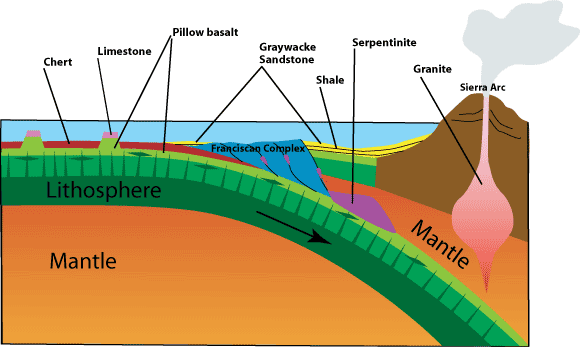 Pillow basalt
Limestone
Chert
Graywacke
Sandstone
Serpentinite
Shale
Granite
Sierra Arc
Franciscan Complex
Lithosphere
Mantle
Mantle